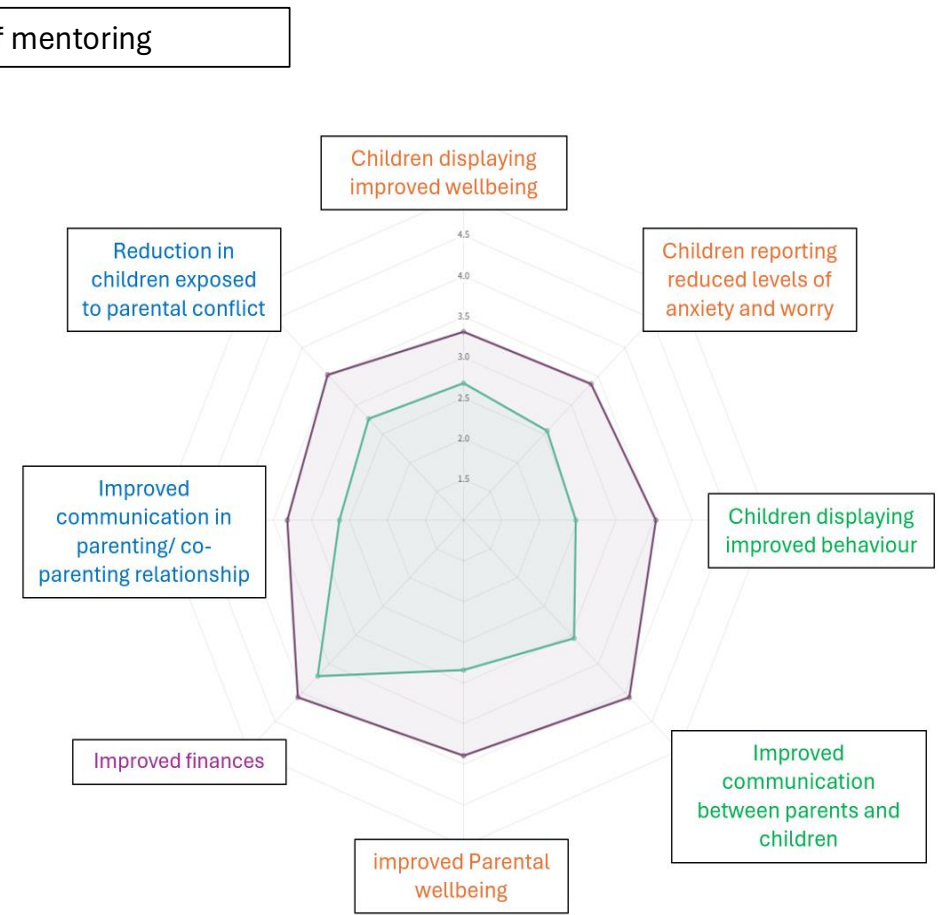 f mentoring
Children displaying
improved wellbeing
Reduction in
children exposed
to parental conflict
Children reporting
reduced levels of
anxiety and worry
4.5
4.0
3.5
3.0
2.5
2.0
1.5
Improved
communication in
parenting/ co-
parenting relationship
Children displaying
improved behaviour
Improved finances
Improved
communication
between parents and
children
improved Parental
wellbeing